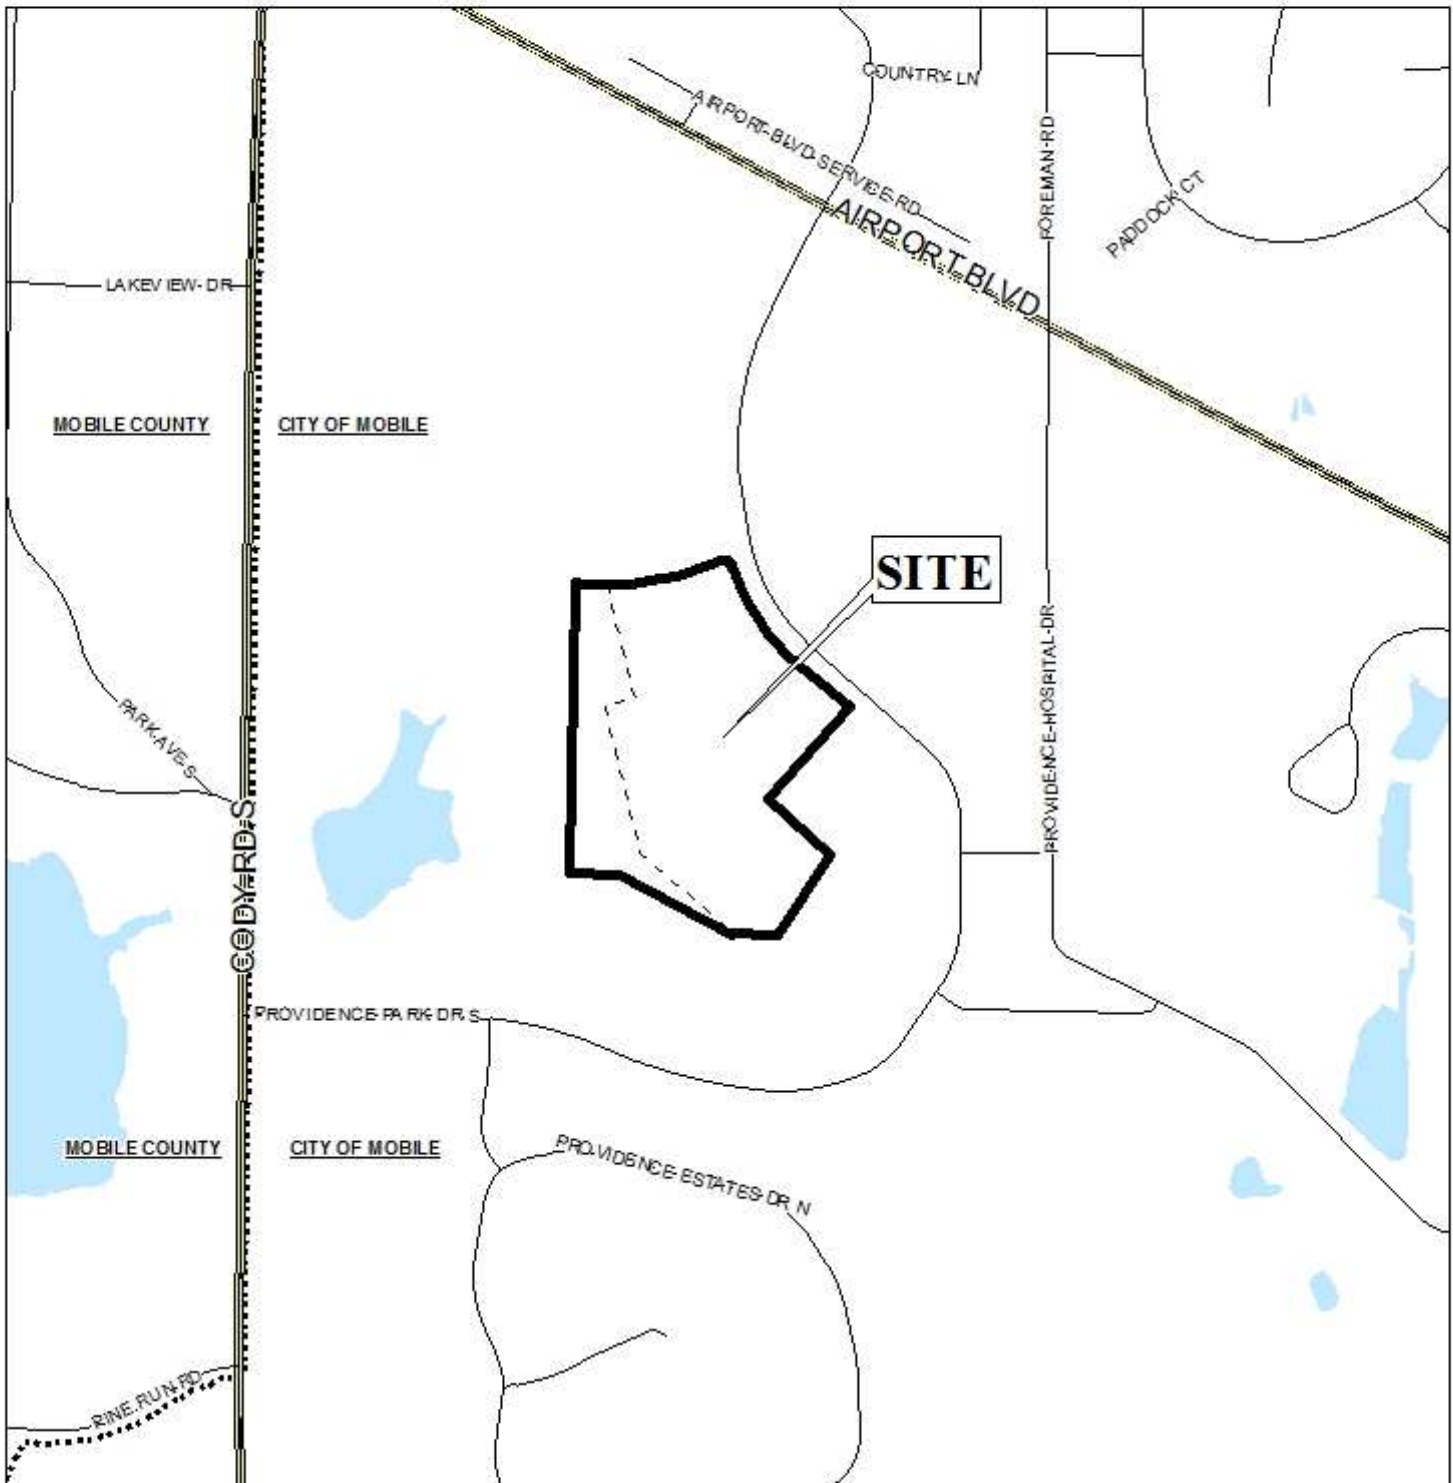 COUNTRY LN
AIRPORT BLVD SERVICE RD
FOREMAN RD
PADDOCK CT
AIRPORT BLVD
LAKEVIEW DR
MOBILE COUNTY
CITY OF MOBILE
SITE
PROVIDENCE HOSPITAL DR
PARK AVE S
CODY RD S
PROVIDENCE PARK DR S
MOBILE COUNTY
CITY OF MOBILE
PROVIDENCE ESTATES DR N
PINE RUN RD